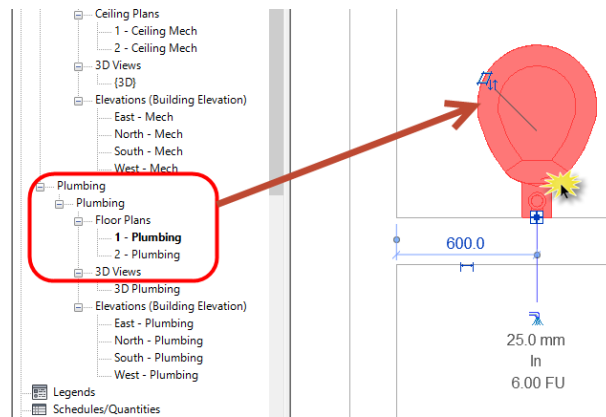 Ceiling Plans
1 - Ceiling Mech
2 - Ceiling Mech
3D Views
{3D}
Elevations (Building Elevation)
East - Mech
North - Mech
South - Mech
West - Mech
Plumbing
Plumbing
Floor Plans
1 - Plumbing
2 - Plumbing
3D Views
3D Plumbing
Elevations (Building Elevation)
East - Plumbing
North - Plumbing
South - Plumbing
West - Plumbing
Legends
Schedules/Quantities
600.0
25.0 mm
In
6.00 FU